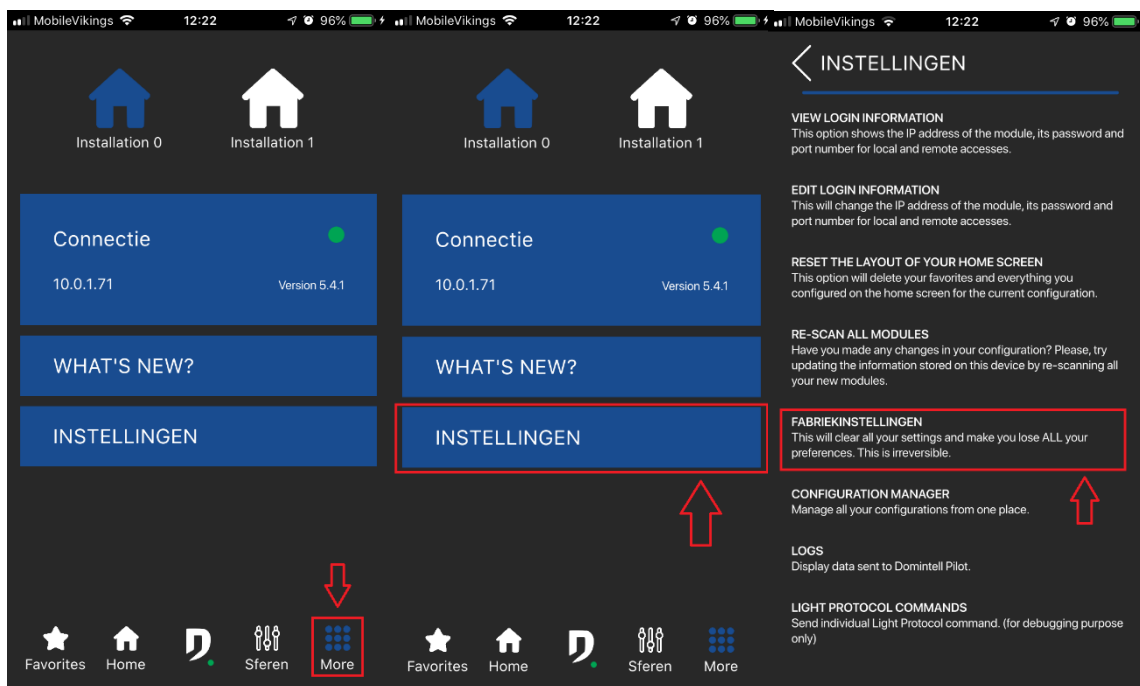 MobileVikings 12:22 96%
Installation 0 Installation 1
Connectie
10.0.1.71 Version 5.4.1
WHAT'S NEW?
INSTELLINGEN
Favorites Home Sferen More
MobileVikings 12:22 96%
Installation 0 Installation 1
Connectie
10.0.1.71 Version 5.4.1
WHAT'S NEW?
INSTELLINGEN
Favorites Home Sferen More
MobileVikings 12:22 96%
INSTELLINGEN
VIEW LOGIN INFORMATION
This option shows the IP address of the module, its password and
port number for local and remote accesses.
EDIT LOGIN INFORMATION
This will change the IP address of the module, its password and
port number for local and remote accesses.
RESET THE LAYOUT OF YOUR HOME SCREEN
This option will delete your favorites and everything you
configured on the home screen for the current configuration.
RE-SCAN ALL MODULES
Have you made any changes in your configuration? Please, try
updating the information stored on this device by re-scanning all
your new modules.
FABRIEKINSTELLINGEN
This will clear all your settings and make you lose ALL your
preferences. This is irreversible.
CONFIGURATION MANAGER
Manage all your configurations from one place.
LOGS
Display data sent to Domintell Pilot.
LIGHT PROTOCOL COMMANDS
Send individual Light Protocol command. (for debugging purpose
only)